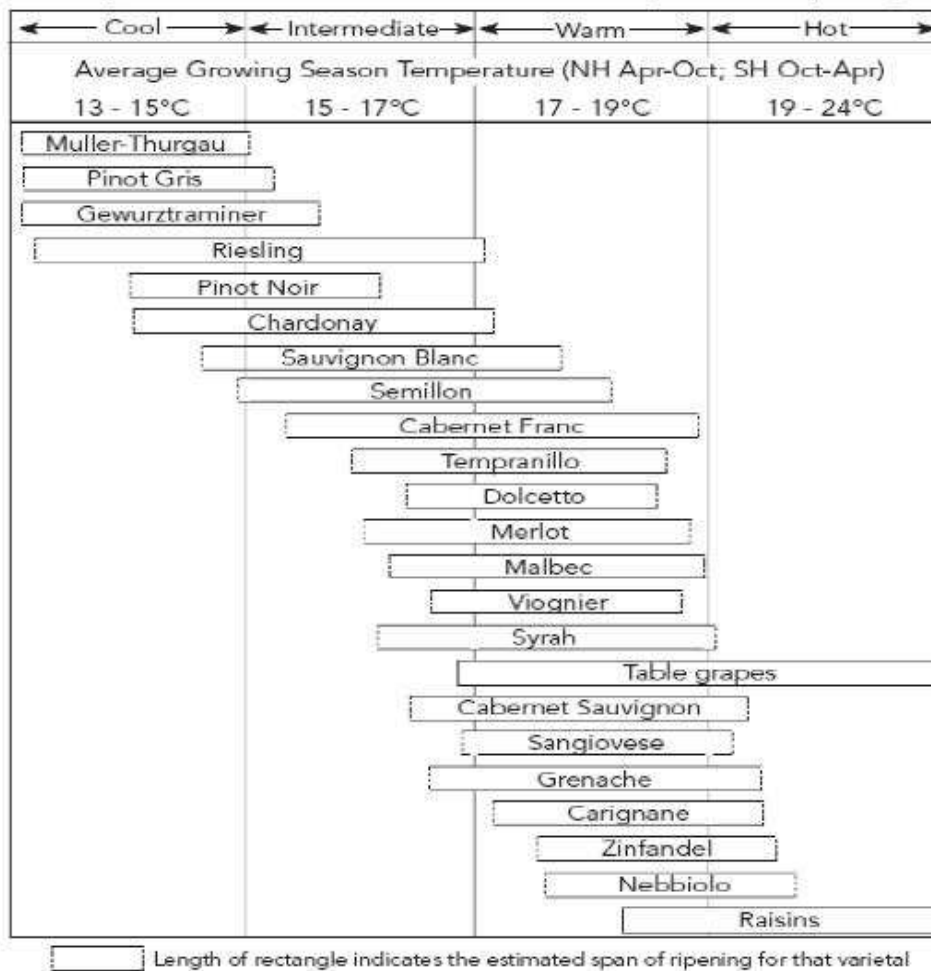 Cool Intermediate Warm Hot
Average Growing Season Temperature (NH Apr-Oct; SH Oct-Apr)
13 - 15°C 15 - 17°C 17 - 19°C 19 - 24°C
Muller-Thurgau
Pinot Gris
Gewurztraminer
Riesling
Pinot Noir
Chardonay
Sauvignon Blanc
Semillon
Cabernet Franc
Tempranillo
Dolcetto
Merlot
Malbec
Viognier
Syrah
Table grapes
Cabernet Sauvignon
Sangiovese
Grenache
Carignane
Zinfandel
Nebbiolo
Raisins
Length of rectangle indicates the estimated span of ripening for that varietal